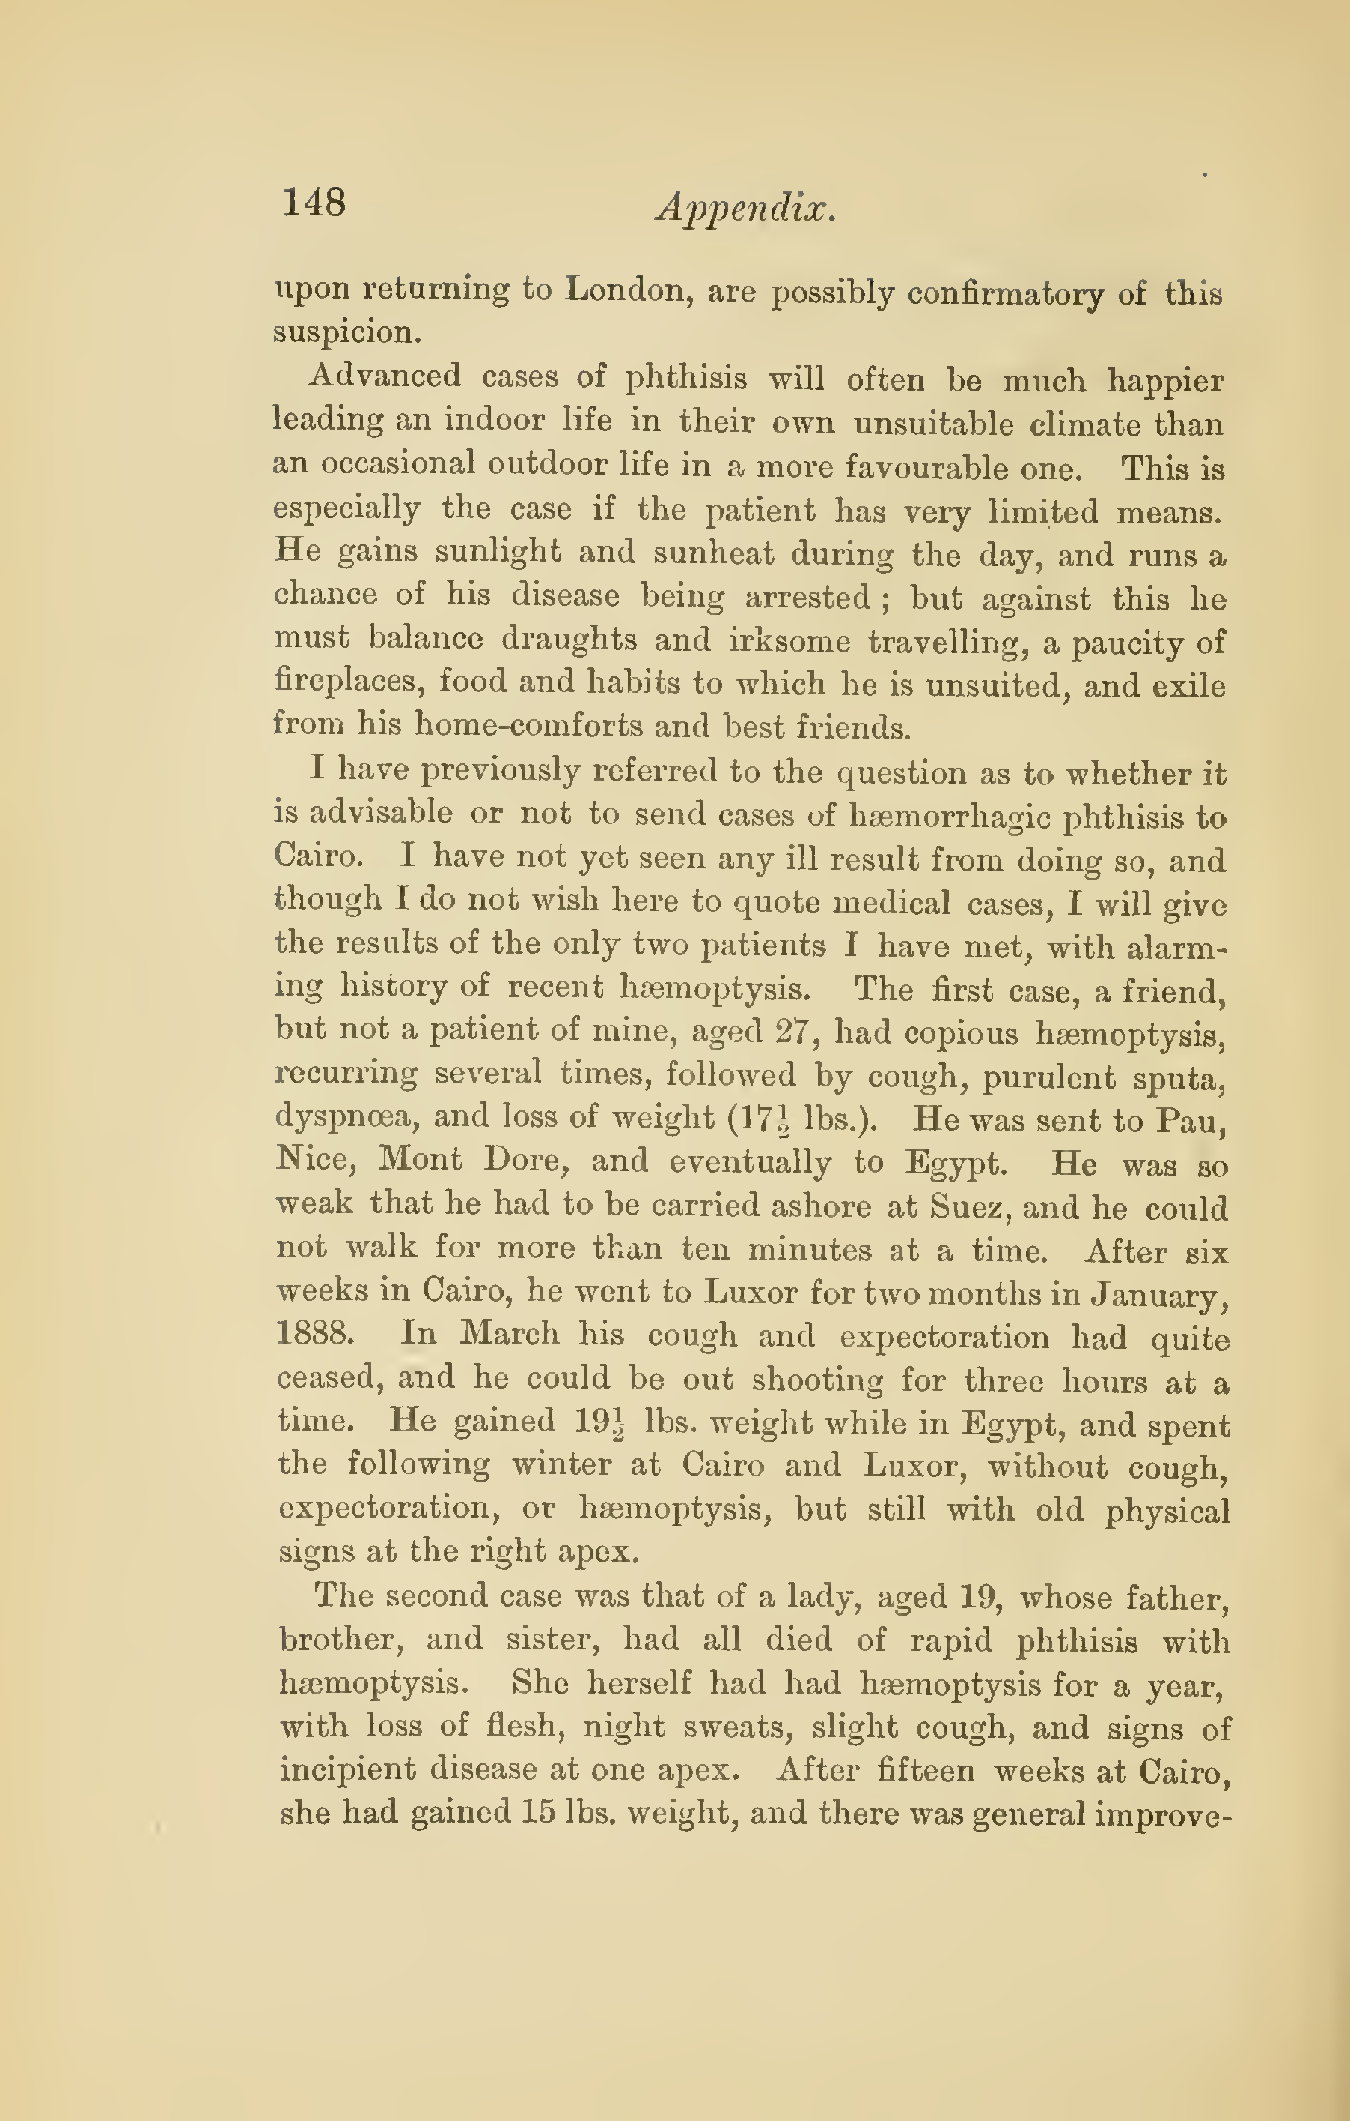 148 Appendix.
upon returning to London, are possibly confirmatory of this
suspicion.
Advanced cases of phthisis will often be much happier
leading an indoor life in their own unsuitable climate than
an occasional outdoor life in a more favourable one. This is
especially the case if the patient has very limited means.
He gains sunlight and sunheat during the day, and runs a
chance of his disease being arrested ; but against this he
must balance draughts and irksome travelling, a paucity of
fireplaces, food and habits to which he is unsuited, and exile
from his home-comforts and best friends.
I have previously referred to the question as to whether it
is advisable or not to send cases of hæmorrhagic phthisis to
Cairo. I have not yet seen any ill result from doing so, and
though I do not wish here to quote medical cases, I will give
the results of the only two patients I have met, with alarm-
ing history of recent hæmoptysis. The first case, a friend,
but not a patient of mine, aged 27, had copious hæmoptysis,
recurring several times, followed by cough, purulent sputa,
dyspnœa, and loss of weight (17½ lbs.). He was sent to Pau,
Nice, Mont Dore, and eventually to Egypt. He was so
weak that he had to be carried ashore at Suez, and he could
not walk for more than ten minutes at a time. After six
weeks in Cairo, he went to Luxor for two months in January,
1888. In March his cough and expectoration had quite
ceased, and he could be out shooting for three hours at a
time. He gained 19½ lbs. weight while in Egypt, and spent
the following winter at Cairo and Luxor, without cough,
expectoration, or hæmoptysis, but still with old physical
signs at the right apex.
The second case was that of a lady, aged 19, whose father,
brother, and sister, had all died of rapid phthisis with
hæmoptysis. She herself had had hæmoptysis for a year,
with loss of flesh, night sweats, slight cough, and signs of
incipient disease at one apex. After fifteen weeks at Cairo,
she had gained 15 lbs. weight, and there was general improve-